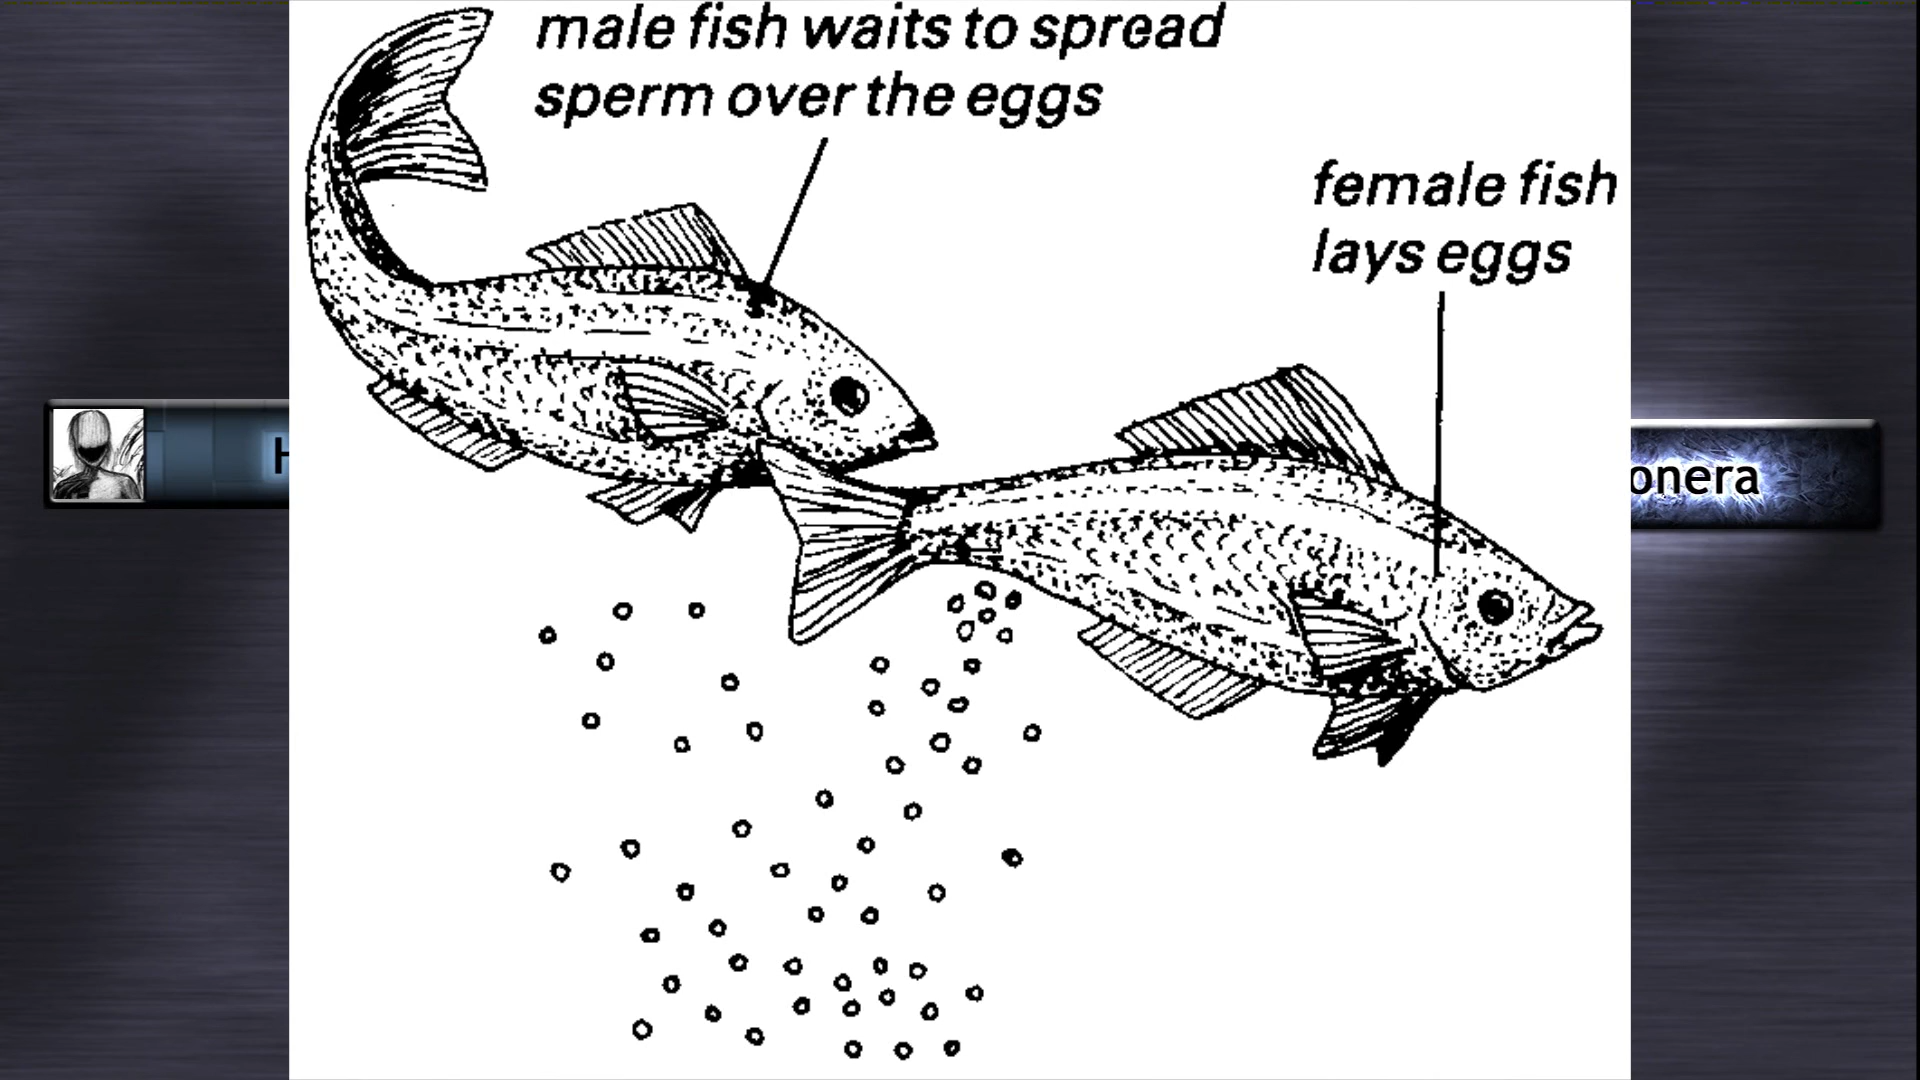 male fish waits to spread
sperm over the eggs
female fish
lays eggs
H
onera